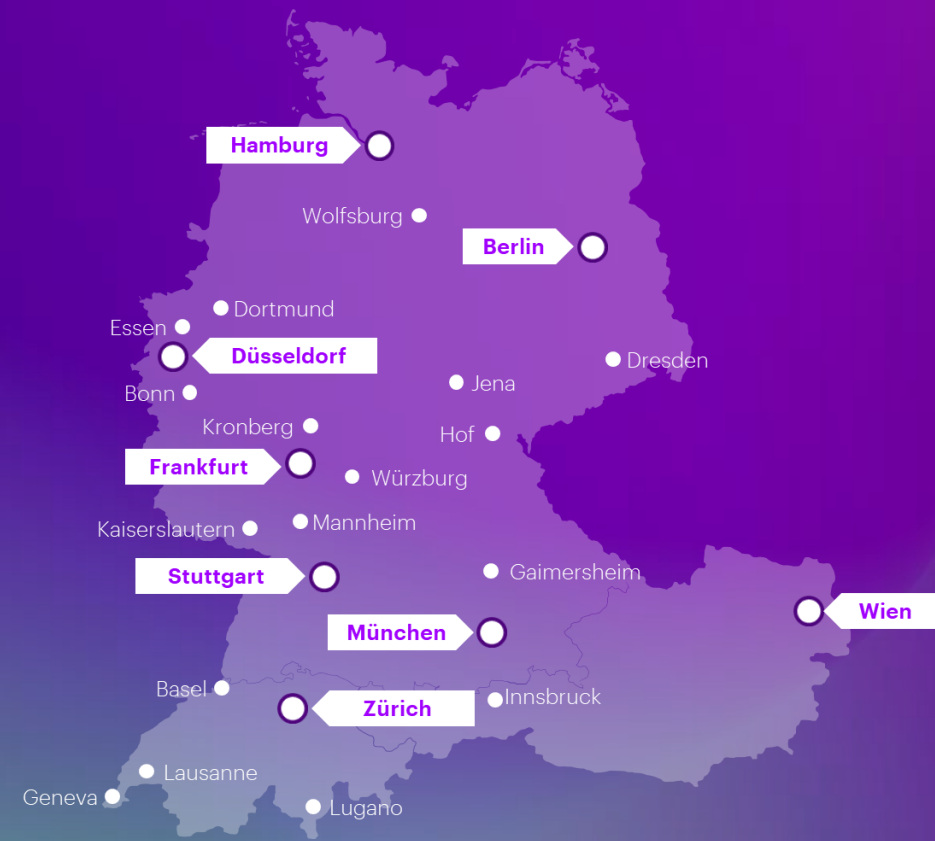 Hamburg
Wolfsburg
Berlin
Dortmund
Essen
Düsseldorf
Dresden
Jena
Bonn
Kronberg
Hof
Frankfurt
Würzburg
Mannheim
Kaiserslautern
Gaimersheim
Stuttgart
Wien
München
Basel
Innsbruck
Zürich
Lausanne
Geneva
Lugano